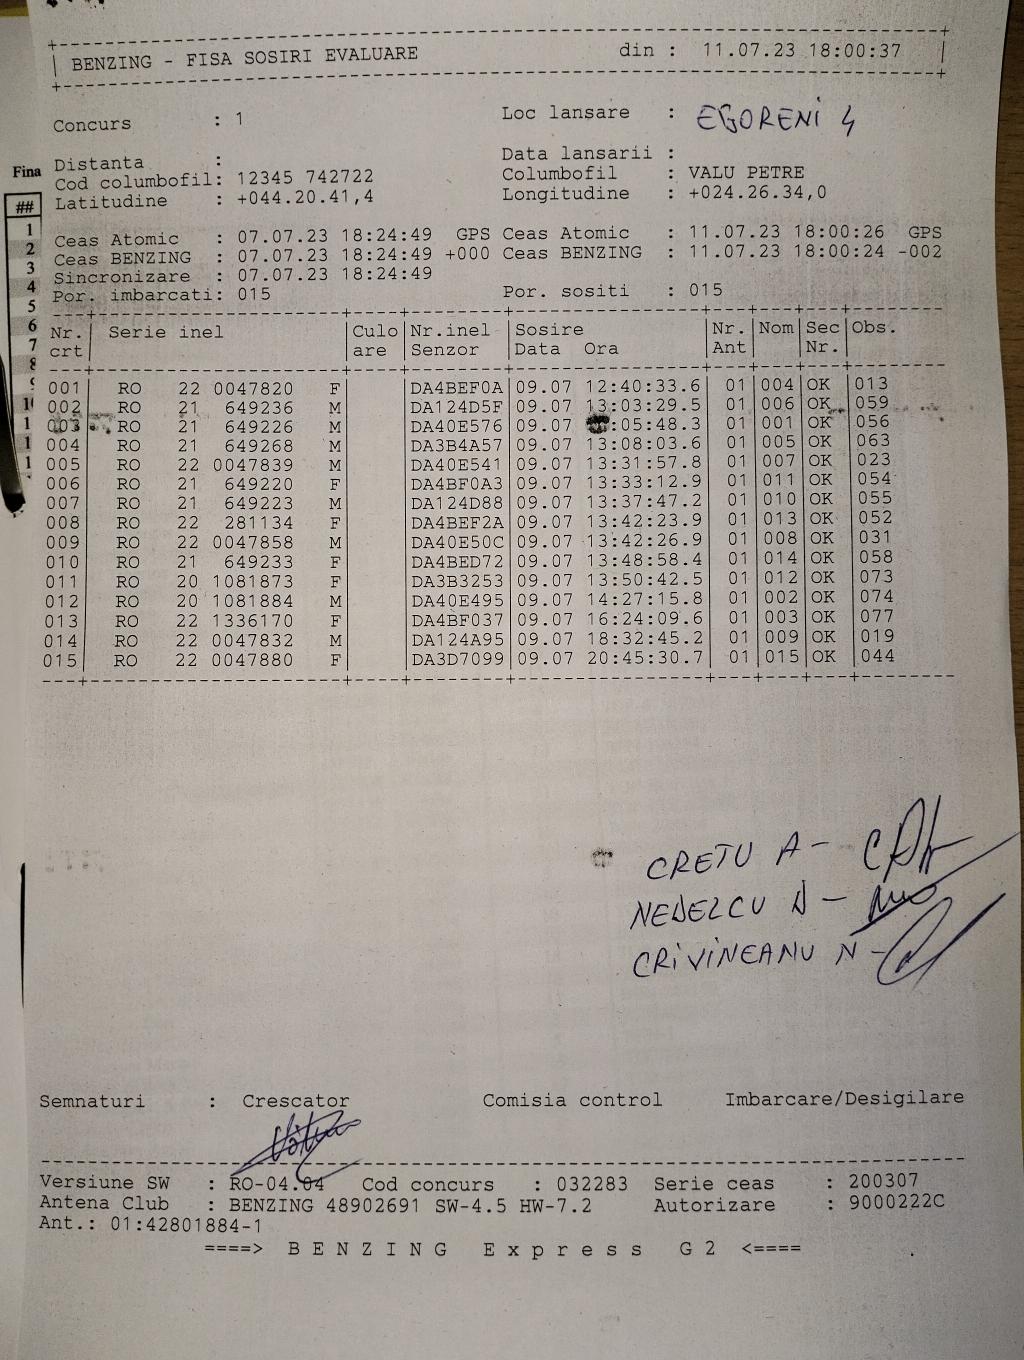 BENZING - FISA SOSIRI EVALUARE din : 11.07.23 18:00:37
Concurs : 1 Loc lansare : EGORENI 4
Distanta : Data lansarii :
Cod columbofil: 12345 742722 Columbofil : VALU PETRE
Latitudine : +044.20.41,4 Longitudine : +024.26.34,0
Ceas Atomic : 07.07.23 18:24:49 GPS Ceas Atomic : 11.07.23 18:00:26 GPS
Ceas BENZING : 07.07.23 18:24:49 +000 Ceas BENZING : 11.07.23 18:00:24 -002
Sincronizare : 07.07.23 18:24:49
Por. imbarcati: 015 Por. sositi : 015
Nr. Serie inel Culo Nr.inel Sosire Nr. Nom Sec Obs.
crt are Senzor Data Ora Ant Nr.
001 RO 22 0047820 F DA4BEF0A 09.07 12:40:33.6 01 004 OK 013
002 RO 21 649236 M DA124D5F 09.07 13:03:29.5 01 006 OK 059
003 RO 21 649226 M DA40E576 09.07 :05:48.3 01 001 OK 056
004 RO 21 649268 M DA3B4A57 09.07 13:08:03.6 01 005 OK 063
005 RO 22 0047839 M DA40E541 09.07 13:31:57.8 01 007 OK 023
006 RO 21 649220 F DA4BF0A3 09.07 13:33:12.9 01 011 OK 054
007 RO 21 649223 M DA124D88 09.07 13:37:47.2 01 010 OK 055
008 RO 22 281134 F DA4BEF2A 09.07 13:42:23.9 01 013 OK 052
009 RO 22 0047858 M DA40E50C 09.07 13:42:26.9 01 008 OK 031
010 RO 21 649233 F DA4BED72 09.07 13:48:58.4 01 014 OK 058
011 RO 20 1081873 F DA3B3253 09.07 13:50:42.5 01 012 OK 073
012 RO 20 1081884 M DA40E495 09.07 14:27:15.8 01 002 OK 074
013 RO 22 1336170 F DA4BF037 09.07 16:24:09.6 01 003 OK 077
014 RO 22 0047832 M DA124A95 09.07 18:32:45.2 01 009 OK 019
015 RO 22 0047880 F DA3D7099 09.07 20:45:30.7 01 015 OK 044
CRETU A -
NEDELCU D -
CRIVINEANU N -
Semnaturi : Crescator Comisia control Imbarcare/Desigilare
Versiune SW : RO-04.04 Cod concurs : 032283 Serie ceas : 200307
Antena Club : BENZING 48902691 SW-4.5 HW-7.2 Autorizare : 9000222C
Ant.: 01:42801884-1
====> B E N Z I N G E x p r e s s G 2 <====
Fina
##
1
2
3
4
5
6
7
8